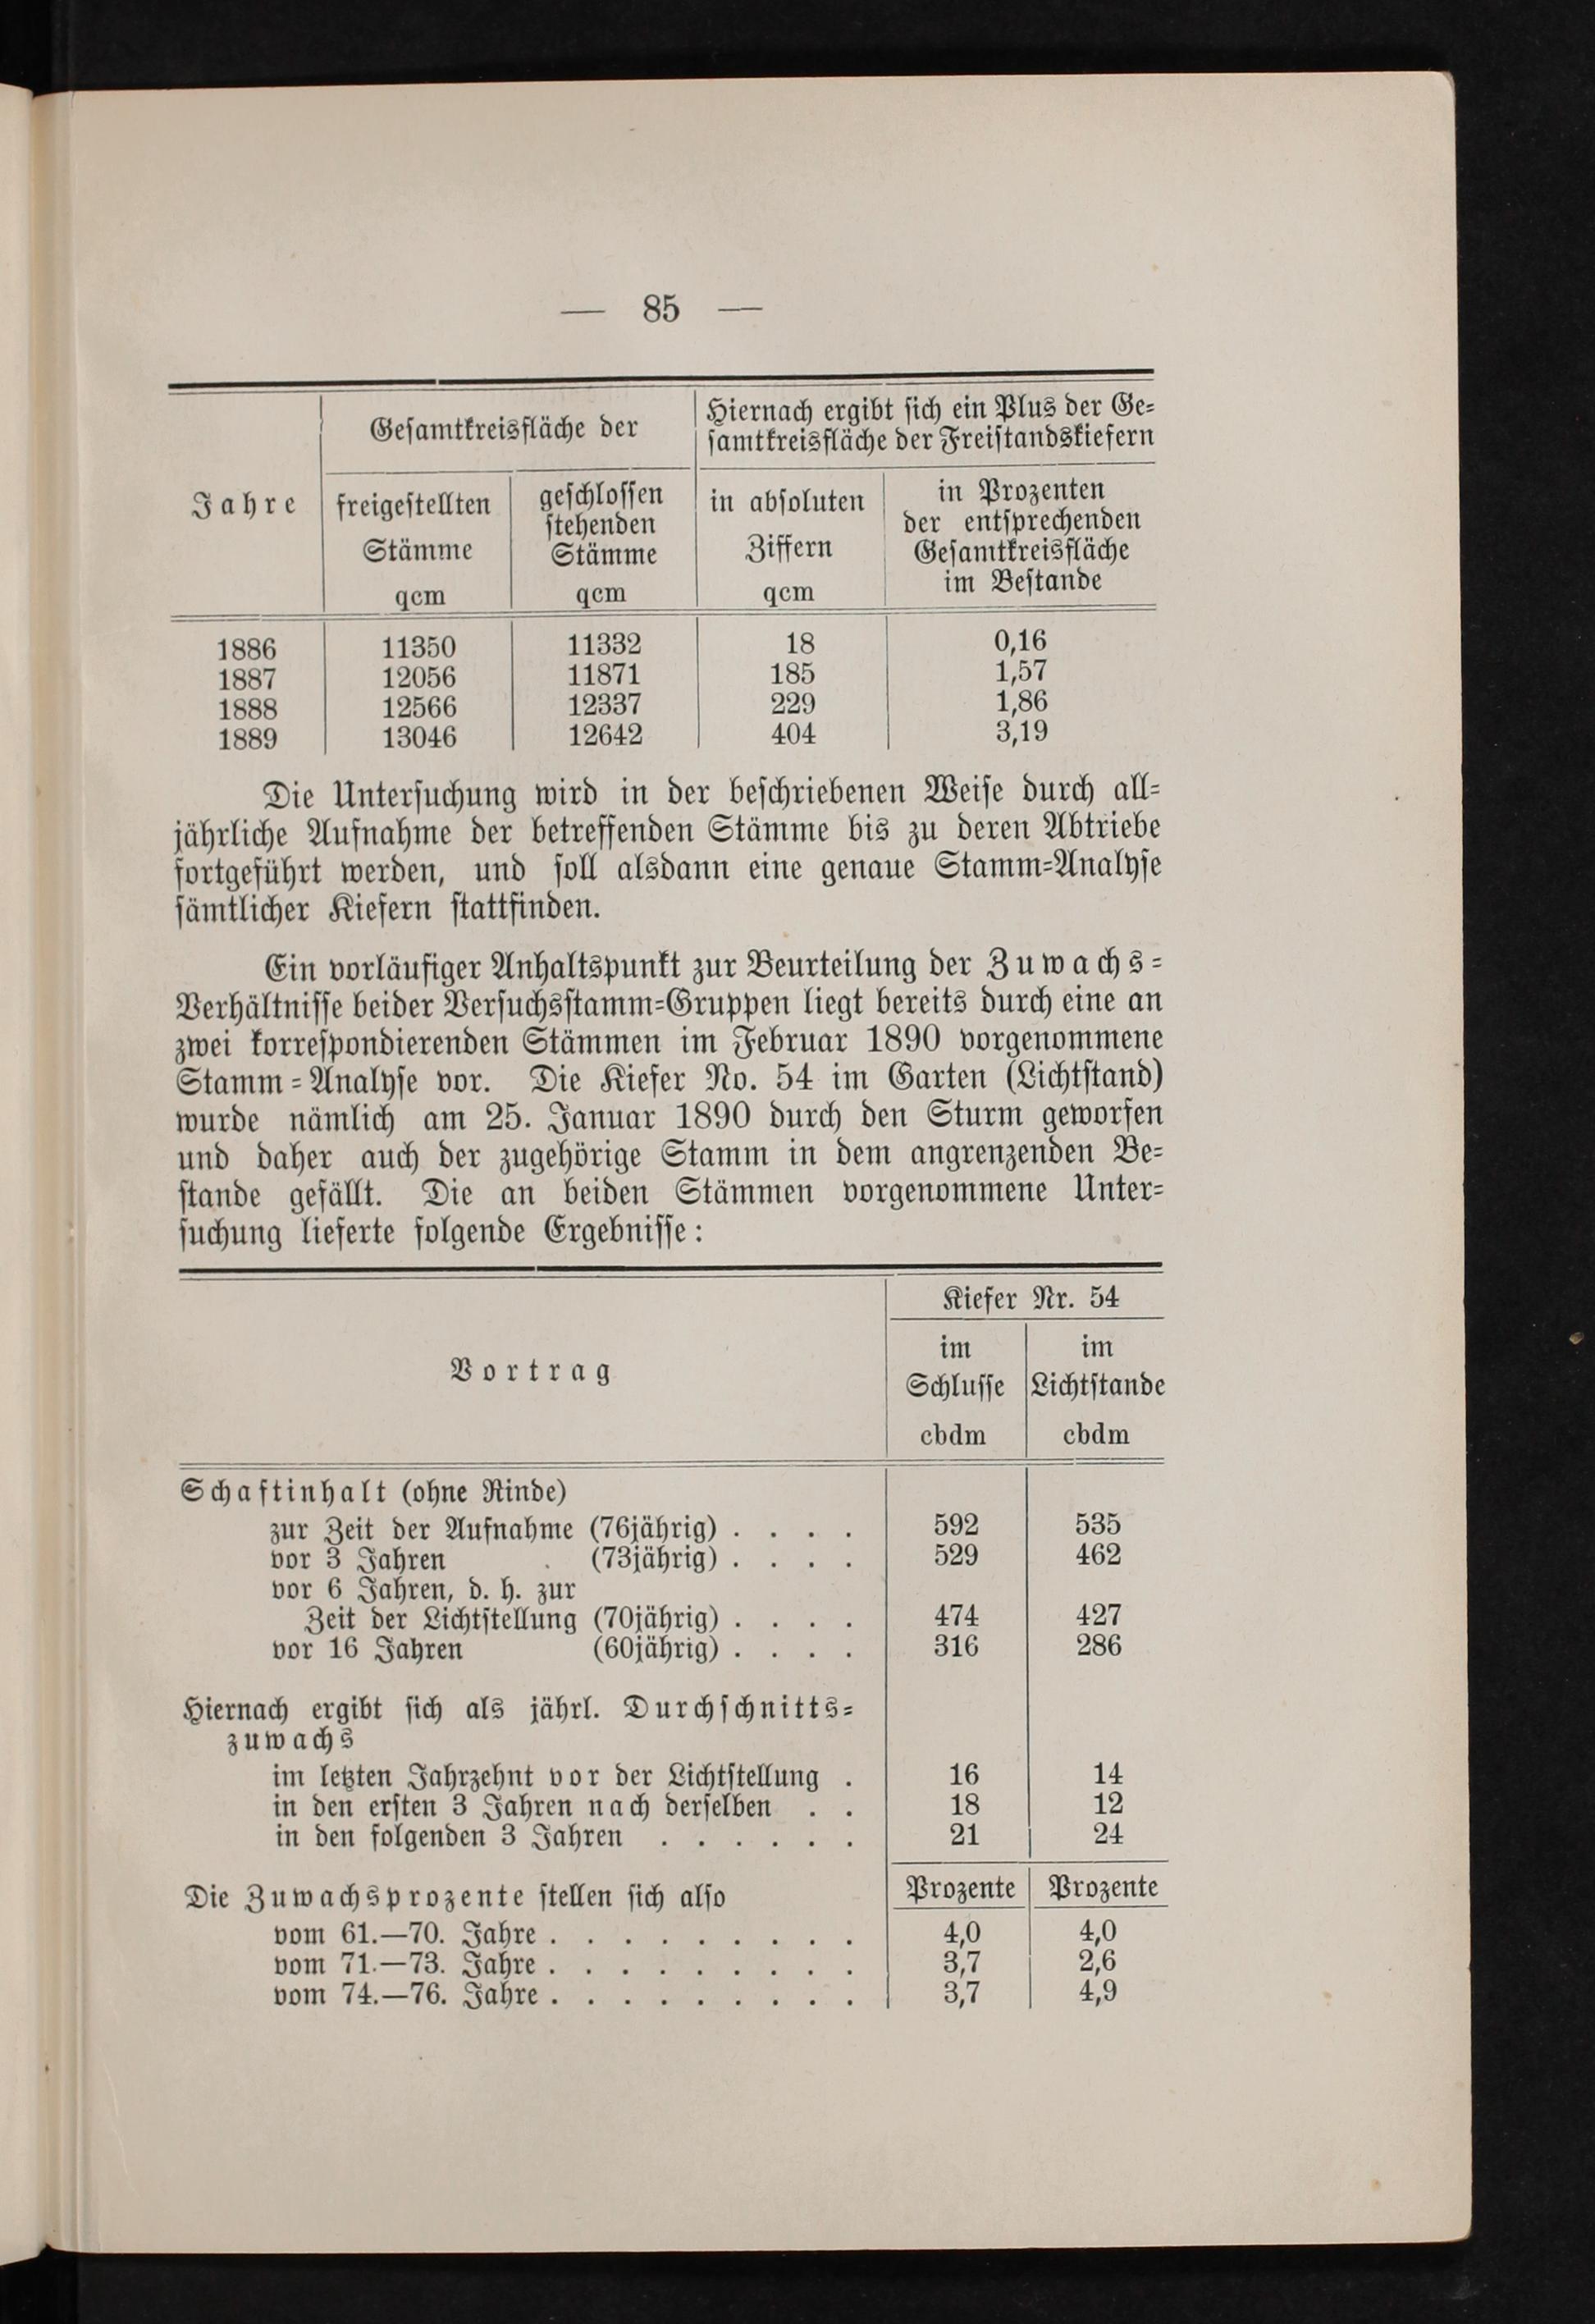 — 85 —
Jahre
Gesamtkreisfläche der
Hiernach ergibt sich ein Plus der Ge-
samtkreisfläche der Freistandskiefern
freigestellten
Stämme
qcm
geschlossen
stehenden
Stämme
qcm
in absoluten
Ziffern
qcm
in Prozenten
der entsprechenden
Gesamtkreisfläche
im Bestande
1886 11350 11332 18 0,16
1887 12056 11871 185 1,57
1888 12566 12337 229 1,86
1889 13046 12642 404 3,19
Die Untersuchung wird in der beschriebenen Weise durch all-
jährliche Aufnahme der betreffenden Stämme bis zu deren Abtriebe
fortgeführt werden, und soll alsdann eine genaue Stamm-Analyse
sämtlicher Kiefern stattfinden.
Ein vorläufiger Anhaltspunkt zur Beurteilung der Zuwachs-
Verhältnisse beider Versuchsstamm-Gruppen liegt bereits durch eine an
zwei korrespondierenden Stämmen im Februar 1890 vorgenommene
Stamm-Analyse vor. Die Kiefer No. 54 im Garten (Lichtstand)
wurde nämlich am 25. Januar 1890 durch den Sturm geworfen
und daher auch der zugehörige Stamm in dem angrenzenden Be-
stande gefällt. Die an beiden Stämmen vorgenommene Unter-
suchung lieferte folgende Ergebnisse:
Vortrag
Kiefer Nr. 54
im
Schlusse
cbdm
im
Lichtstande
cbdm
Schaftinhalt (ohne Rinde)
zur Zeit der Aufnahme (76jährig) . . . . 592 535
vor 3 Jahren (73jährig) . . . . 529 462
vor 6 Jahren, d. h. zur
Zeit der Lichtstellung (70jährig) . . . . 474 427
vor 16 Jahren (60jährig) . . . . 316 286
Hiernach ergibt sich als jährl. Durchschnitts-
zuwachs
im letzten Jahrzehnt vor der Lichtstellung . 16 14
in den ersten 3 Jahren nach derselben . . 18 12
in den folgenden 3 Jahren . . . . . . 21 24
Die Zuwachsprozente stellen sich also Prozente Prozente
vom 61.—70. Jahre . . . . . . . . . 4,0 4,0
vom 71.—73. Jahre . . . . . . . . . 3,7 2,6
vom 74.—76. Jahre . . . . . . . . . 3,7 4,9